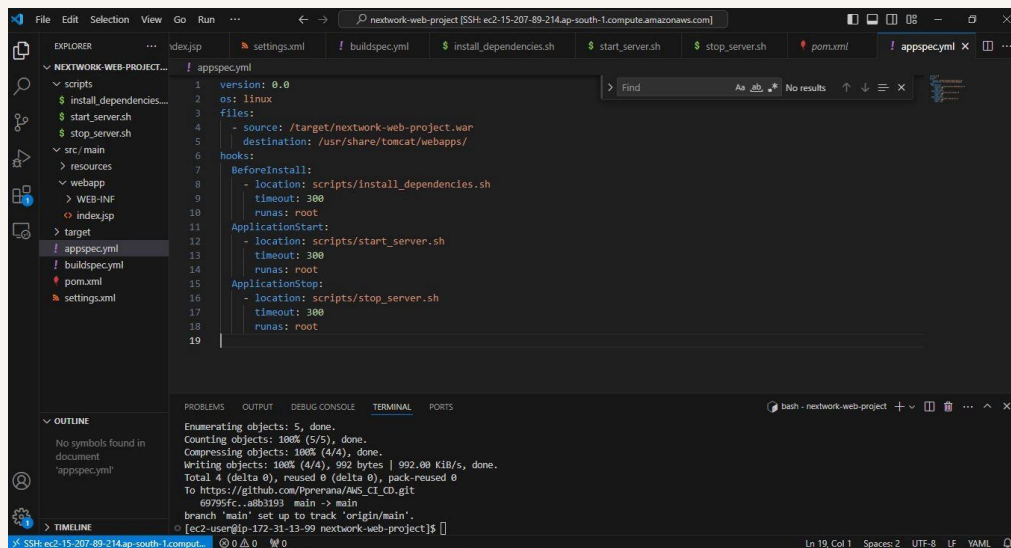 File Edit Selection View Go Run ...
nextwork-web-project [SSH: ec2-15-207-89-214.ap-south-1.compute.amazonaws.com]
EXPLORER
NEXTWORK-WEB-PROJECT...
scripts
$ install_dependencies....
$ start_server.sh
$ stop_server.sh
src/main
resources
webapp
WEB-INF
index.jsp
target
! appspec.yml
! buildspec.yml
pom.xml
settings.xml
OUTLINE
No symbols found in
document
'appspec.yml'
TIMELINE
dex.jsp settings.xml ! buildspec.yml $ install_dependencies.sh $ start_server.sh $ stop_server.sh pom.xml ! appspec.yml
! appspec.yml
> Find Aa ab .* No results
1 version: 0.0
2 os: linux
3 files:
4 - source: /target/nextwork-web-project.war
5 destination: /usr/share/tomcat/webapps/
6 hooks:
7 BeforeInstall:
8 - location: scripts/install_dependencies.sh
9 timeout: 300
10 runas: root
11 ApplicationStart:
12 - location: scripts/start_server.sh
13 timeout: 300
14 runas: root
15 ApplicationStop:
16 - location: scripts/stop_server.sh
17 timeout: 300
18 runas: root
19
PROBLEMS OUTPUT DEBUG CONSOLE TERMINAL PORTS
bash - nextwork-web-project
Enumerating objects: 5, done.
Counting objects: 100% (5/5), done.
Compressing objects: 100% (4/4), done.
Writing objects: 100% (4/4), 992 bytes | 992.00 KiB/s, done.
Total 4 (delta 0), reused 0 (delta 0), pack-reused 0
To https://github.com/Pprerana/AWS_CI_CD.git
69795fc..a8b3193 main -> main
branch 'main' set up to track 'origin/main'.
[ec2-user@ip-172-31-13-99 nextwork-web-project]$
SSH: ec2-15-207-89-214.ap-south-1.comput... 0 0 0 Ln 19, Col 1 Spaces: 2 UTF-8 LF YAML